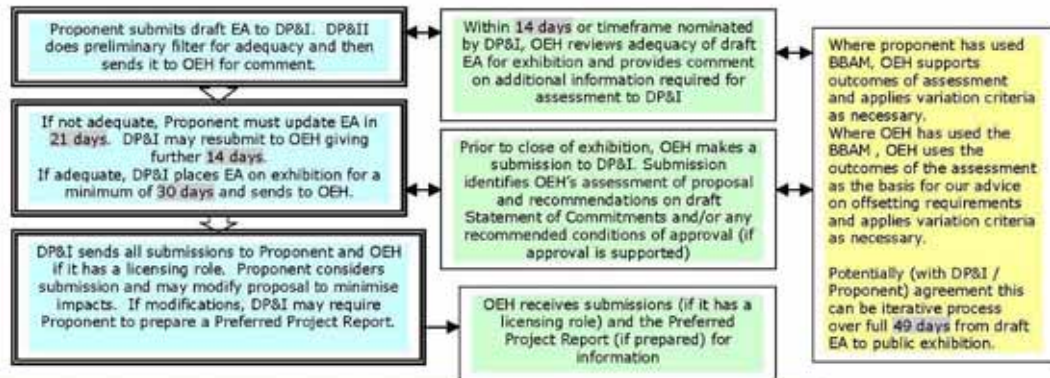 Proponent submits draft EA to DP&I. DP&II
does preliminary filter for adequacy and then
sends it to OEH for comment.
Within 14 days or timeframe nominated
by DP&I, OEH reviews adequacy of draft
EA for exhibition and provides comment
on additional information required for
assessment to DP&I
If not adequate, Proponent must update EA in
21 days. DP&I may resubmit to OEH giving
further 14 days.
If adequate, DP&I places EA on exhibition for a
minimum of 30 days and sends to OEH.
Prior to close of exhibition, OEH makes a
submission to DP&I. Submission
identifies OEH's assessment of proposal
and recommendations on draft
Statement of Commitments and/or any
recommended conditions of approval (if
approval is supported)
DP&I sends all submissions to Proponent and OEH
if it has a licensing role. Proponent considers
submission and may modify proposal to minimise
impacts. If modifications, DP&I may require
Proponent to prepare a Preferred Project Report.
OEH receives submissions (if it has a
licensing role) and the Preferred
Project Report (if prepared) for
information
Where proponent has used
BBAM, OEH supports
outcomes of assessment
and applies variation criteria
as necessary.
Where OEH has used the
BBAM , OEH uses the
outcomes of the assessment
as the basis for our advice
on offsetting requirements
and applies variation criteria
as necessary.
Potentially (with DP&I /
Proponent) agreement this
can be iterative process
over full 49 days from draft
EA to public exhibition.